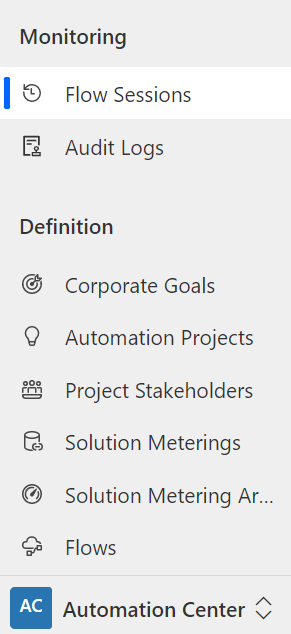 Monitoring
Flow Sessions
Audit Logs
Definition
Corporate Goals
Automation Projects
Project Stakeholders
Solution Meterings
Solution Metering Ar...
Flows
AC Automation Center